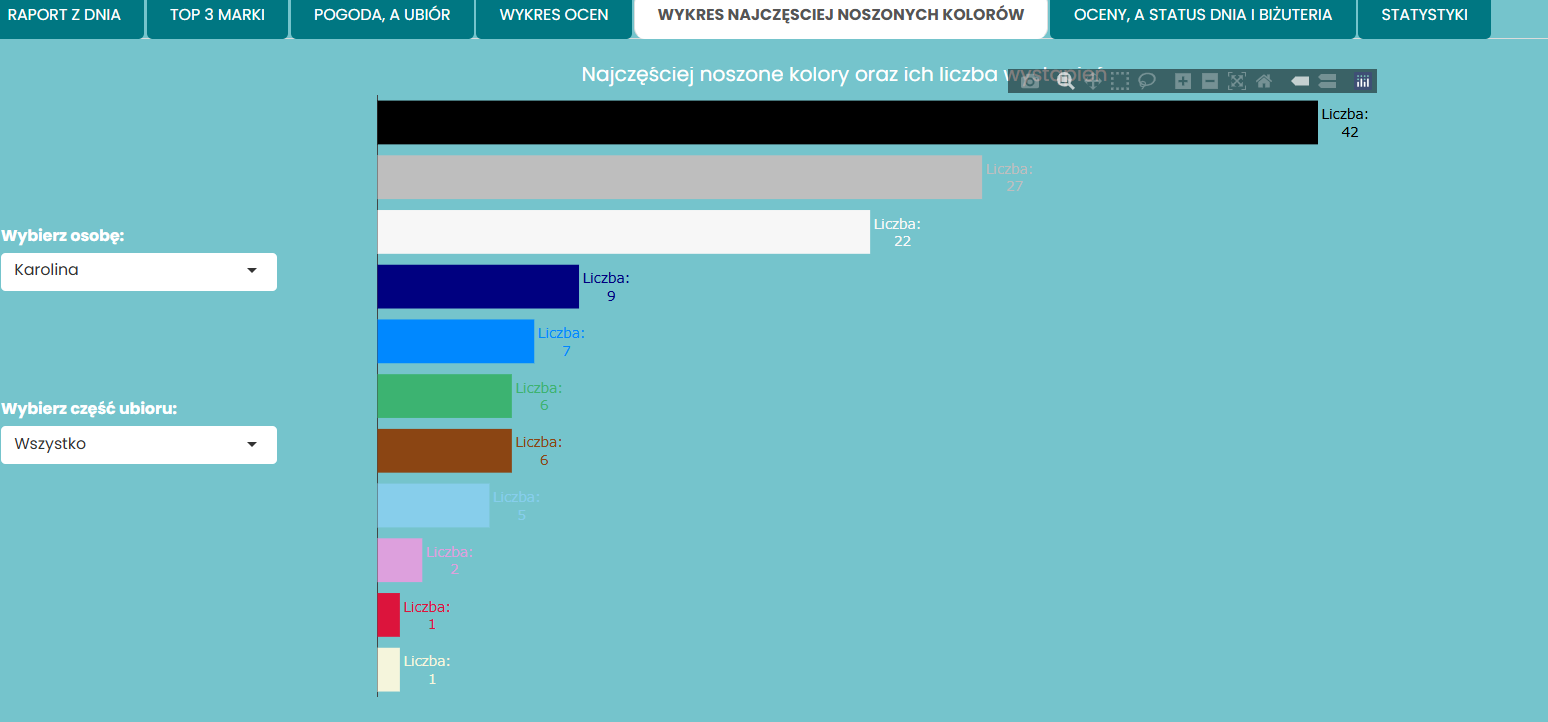 RAPORT Z DNIA
TOP 3 MARKI
POGODA, A UBIÓR
WYKRES OCEN
WYKRES NAJCZĘSCIEJ NOSZONYCH KOLORÓW
OCENY, A STATUS DNIA I BIŻUTERIA
STATYSTYKI
Najczęściej noszone kolory oraz ich liczba wystąpień
Wybierz osobę:
Karolina
Wybierz część ubioru:
Wszystko
Liczba:
42
Liczba:
27
Liczba:
22
Liczba:
9
Liczba:
7
Liczba:
6
Liczba:
6
Liczba:
5
Liczba:
2
Liczba:
1
Liczba:
1